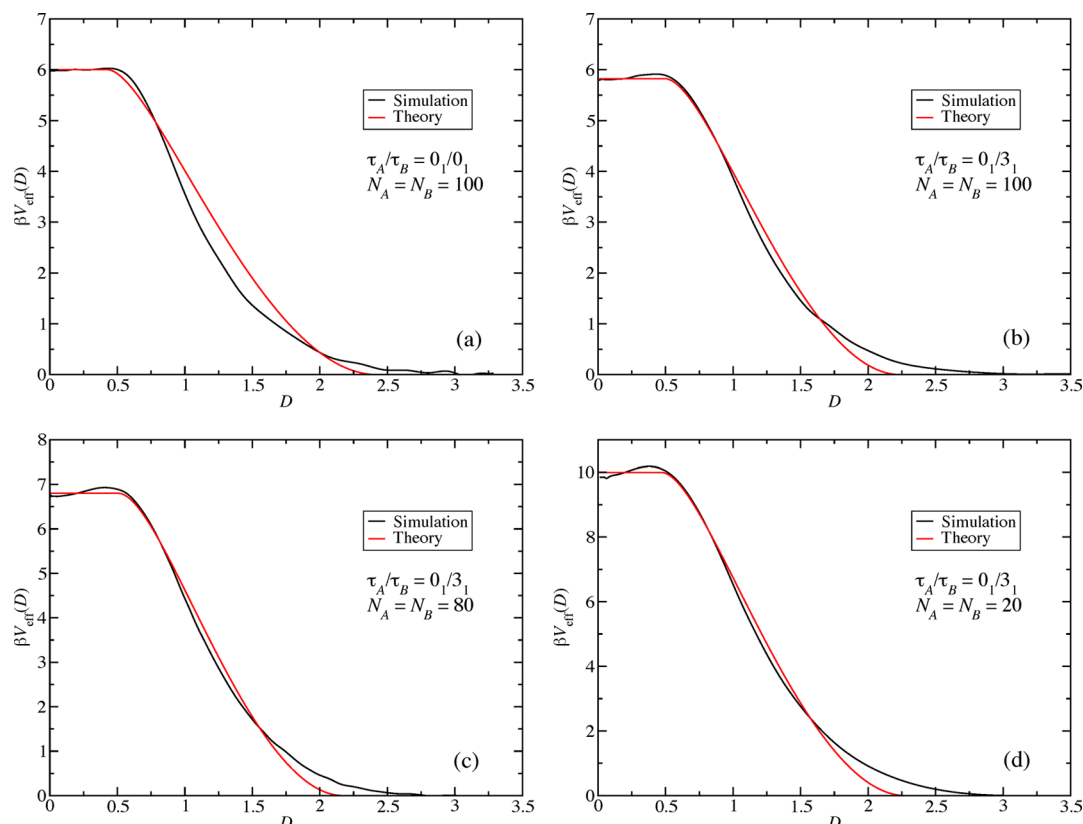 7
6
5
4
3
2
1
0
βV_eff(D)
Simulation
Theory
τ_A/τ_B = 0_1/0_1
N_A = N_B = 100
(a)
0 0.5 1 1.5 2 2.5 3 3.5
D
7
6
5
4
3
2
1
0
βV_eff(D)
Simulation
Theory
τ_A/τ_B = 0_1/3_1
N_A = N_B = 100
(b)
0 0.5 1 1.5 2 2.5 3 3.5
D
8
7
6
5
4
3
2
1
0
βV_eff(D)
Simulation
Theory
τ_A/τ_B = 0_1/3_1
N_A = N_B = 80
(c)
0 0.5 1 1.5 2 2.5 3 3.5
D
10
8
6
4
2
0
βV_eff(D)
Simulation
Theory
τ_A/τ_B = 0_1/3_1
N_A = N_B = 20
(d)
0 0.5 1 1.5 2 2.5 3 3.5
D